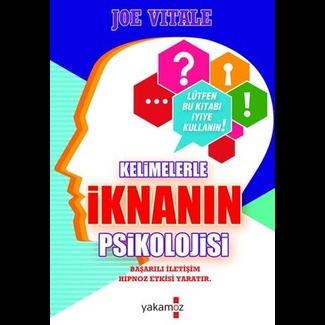 JOE VITALE
?
!
...
LÜTFEN
BU KİTABI
İYİYE
KULLANIN!
KELİMELERLE
İKNANIN
PSİKOLOJİSİ
BAŞARILI İLETİŞİM
HİPNOZ ETKİSİ YARATIR.
yakamoz